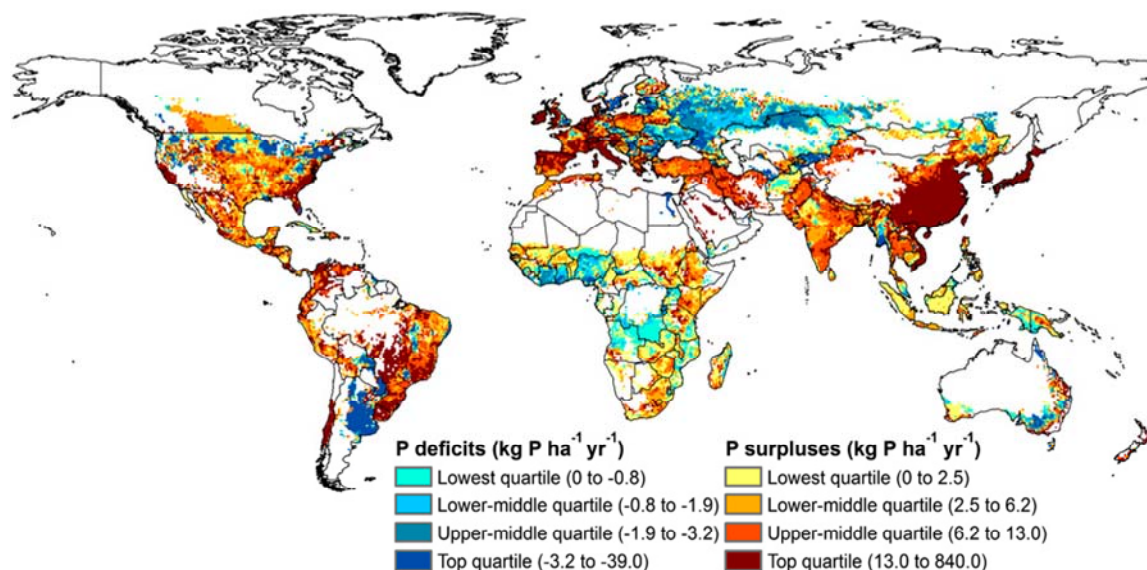 P deficits (kg P ha⁻¹ yr⁻¹)
Lowest quartile (0 to -0.8)
Lower-middle quartile (-0.8 to -1.9)
Upper-middle quartile (-1.9 to -3.2)
Top quartile (-3.2 to -39.0)
P surpluses (kg P ha⁻¹ yr⁻¹)
Lowest quartile (0 to 2.5)
Lower-middle quartile (2.5 to 6.2)
Upper-middle quartile (6.2 to 13.0)
Top quartile (13.0 to 840.0)